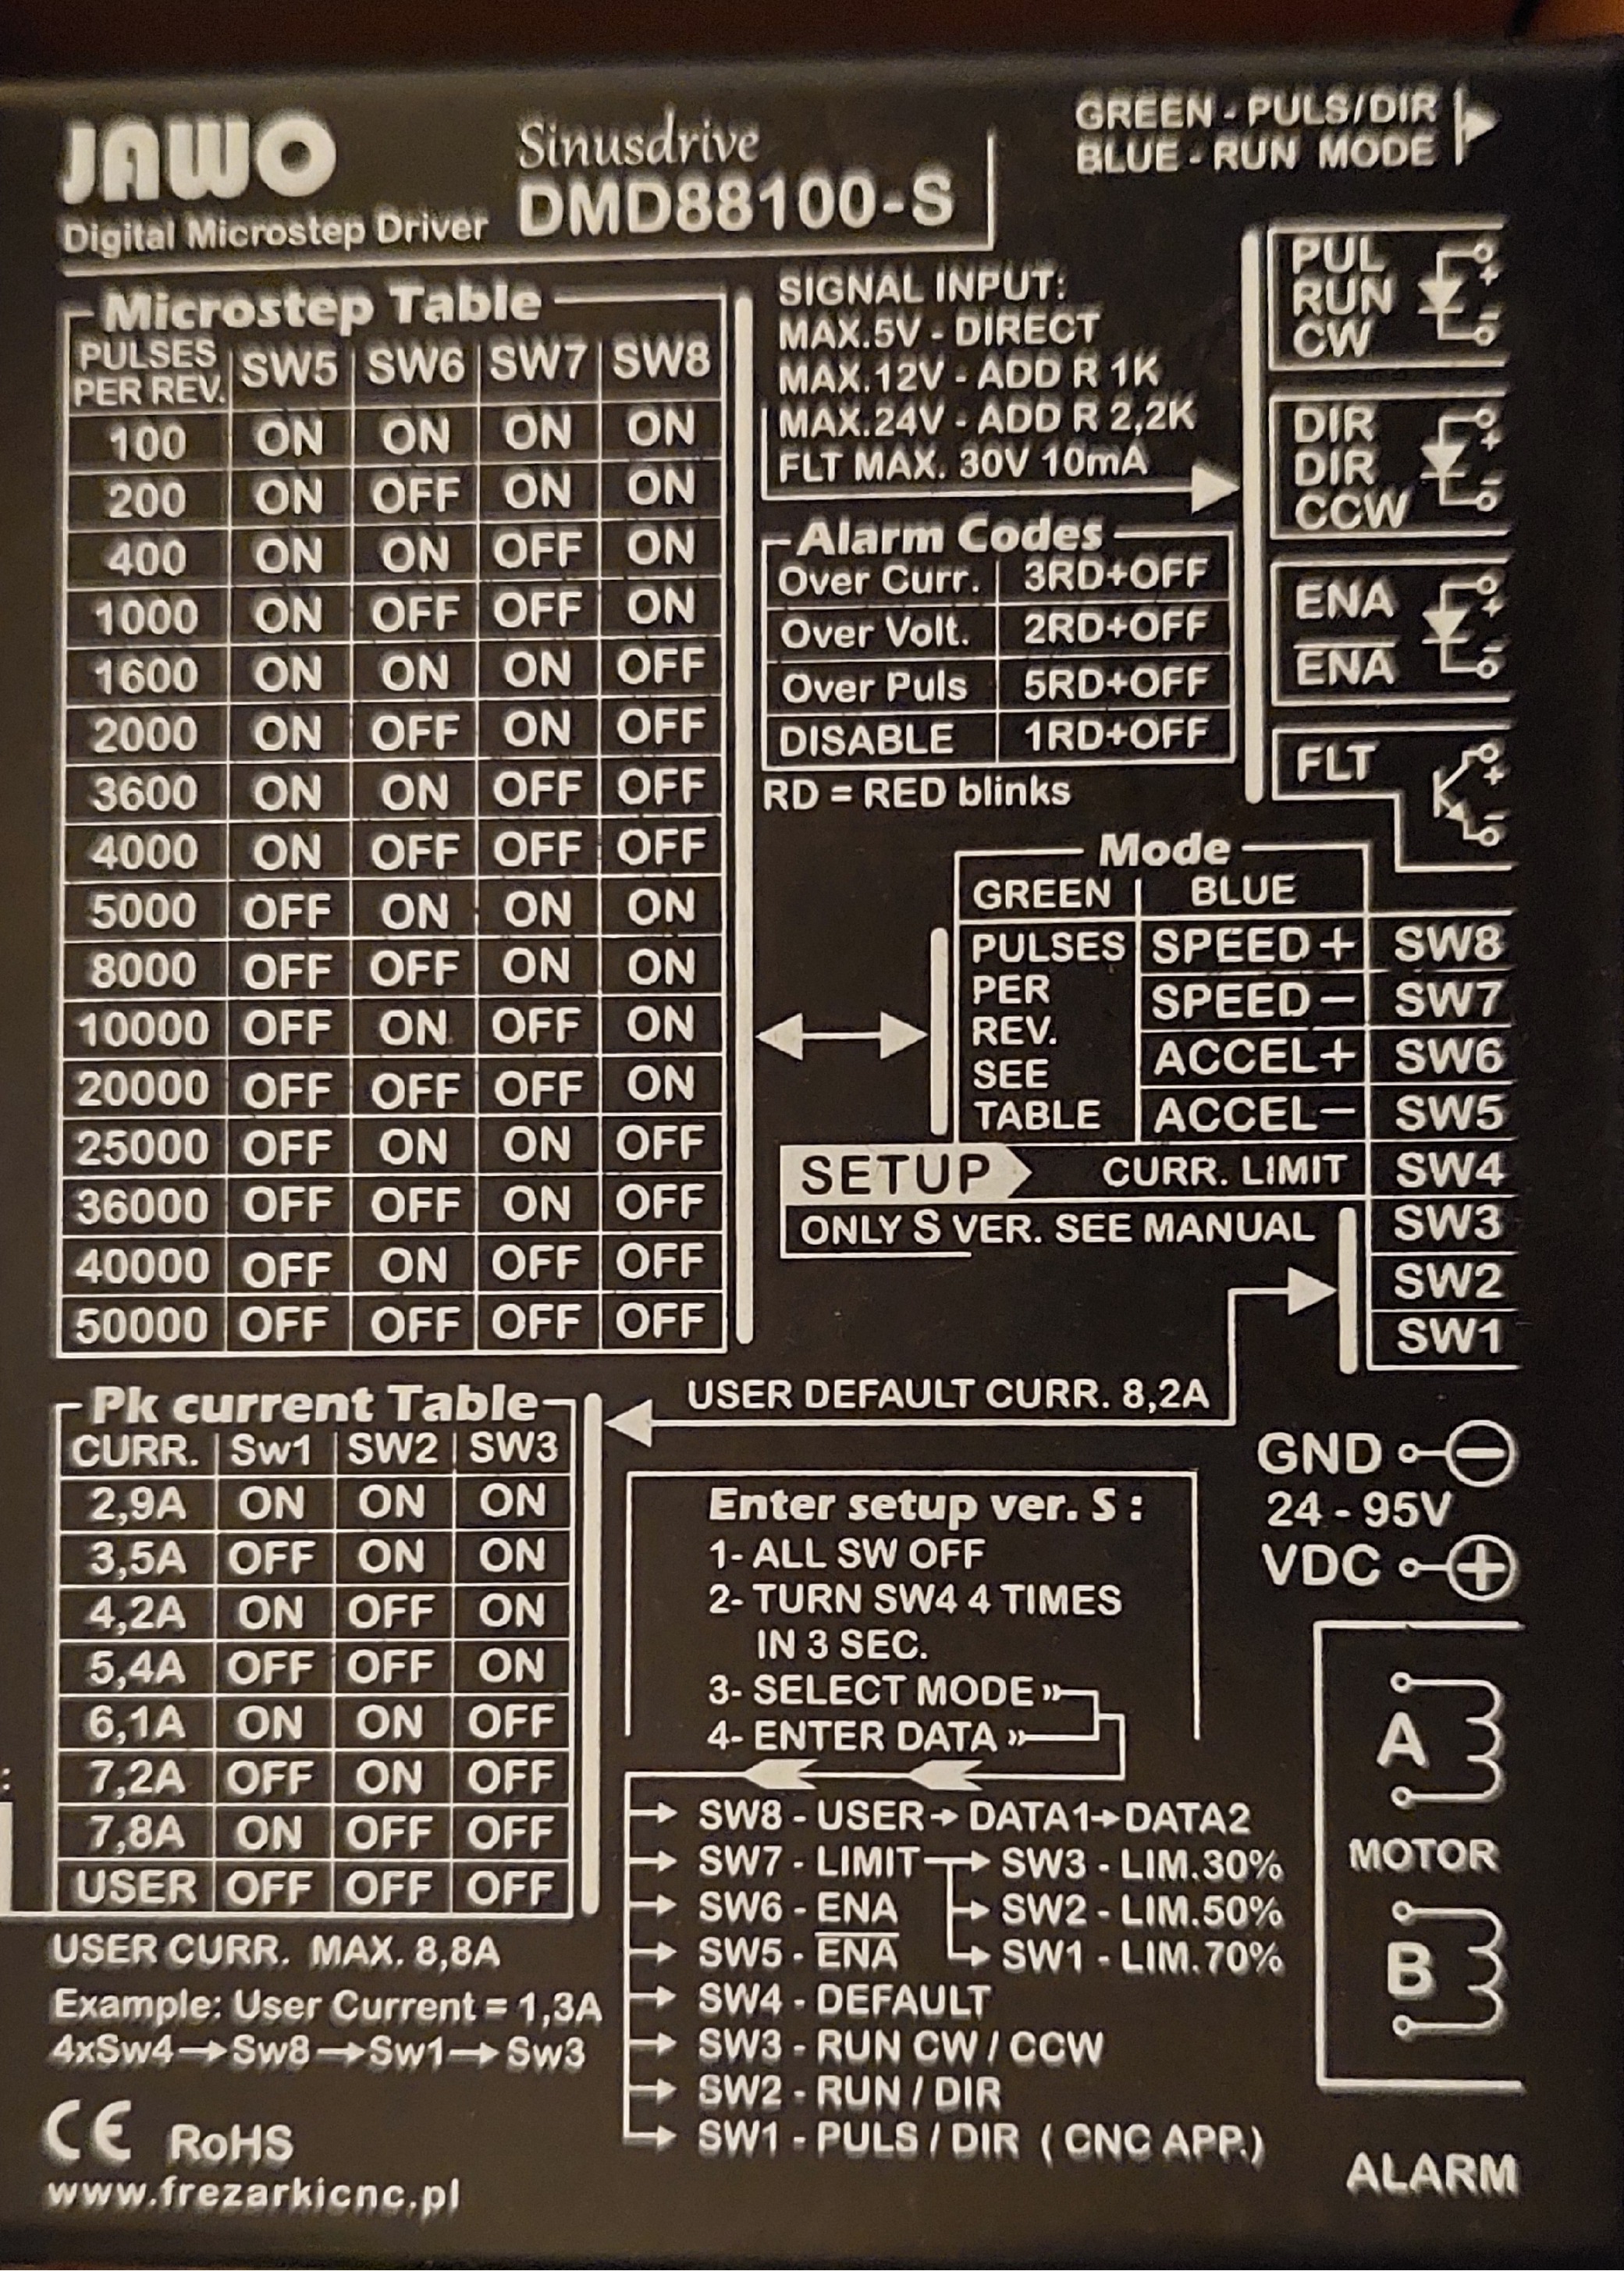 JAWO
Digital Microstep Driver
Sinusdrive
DMD88100-S
GREEN - PULS/DIR
BLUE - RUN MODE
Microstep Table
PULSES PER REV. SW5 SW6 SW7 SW8
100 ON ON ON ON
200 ON OFF ON ON
400 ON ON OFF ON
1000 ON OFF OFF ON
1600 ON ON ON OFF
2000 ON OFF ON OFF
3600 ON ON OFF OFF
4000 ON OFF OFF OFF
5000 OFF ON ON ON
8000 OFF OFF ON ON
10000 OFF ON OFF ON
20000 OFF OFF OFF ON
25000 OFF ON ON OFF
36000 OFF OFF ON OFF
40000 OFF ON OFF OFF
50000 OFF OFF OFF OFF
SIGNAL INPUT:
MAX.5V - DIRECT
MAX.12V - ADD R 1K
MAX.24V - ADD R 2,2K
FLT MAX. 30V 10mA
Alarm Codes
Over Curr. 3RD+OFF
Over Volt. 2RD+OFF
Over Puls 5RD+OFF
DISABLE 1RD+OFF
RD = RED blinks
PUL
RUN
CW
+
-
DIR
DIR
CCW
+
-
ENA
ENA
+
-
FLT
+
-
Mode
GREEN BLUE
PULSES
PER
REV.
SEE
TABLE
SPEED + SW8
SPEED - SW7
ACCEL+ SW6
ACCEL- SW5
SETUP CURR. LIMIT SW4
ONLY S VER. SEE MANUAL SW3
SW2
SW1
Pk current Table
CURR. Sw1 SW2 SW3
2,9A ON ON ON
3,5A OFF ON ON
4,2A ON OFF ON
5,4A OFF OFF ON
6,1A ON ON OFF
7,2A OFF ON OFF
7,8A ON OFF OFF
USER OFF OFF OFF
USER CURR. MAX. 8,8A
Example: User Current = 1,3A
4xSw4→Sw8→Sw1→Sw3
CE RoHS
www.frezarkicnc.pl
USER DEFAULT CURR. 8,2A
Enter setup ver. S :
1- ALL SW OFF
2- TURN SW4 4 TIMES
IN 3 SEC.
3- SELECT MODE »
4- ENTER DATA »
SW8 - USER→DATA1→DATA2
SW7 - LIMIT → SW3 - LIM.30%
SW6 - ENA → SW2 - LIM.50%
SW5 - ENA → SW1 - LIM.70%
SW4 - DEFAULT
SW3 - RUN CW / CCW
SW2 - RUN / DIR
SW1 - PULS / DIR ( CNC APP.)
GND -
24 - 95V
VDC +
A
MOTOR
B
ALARM